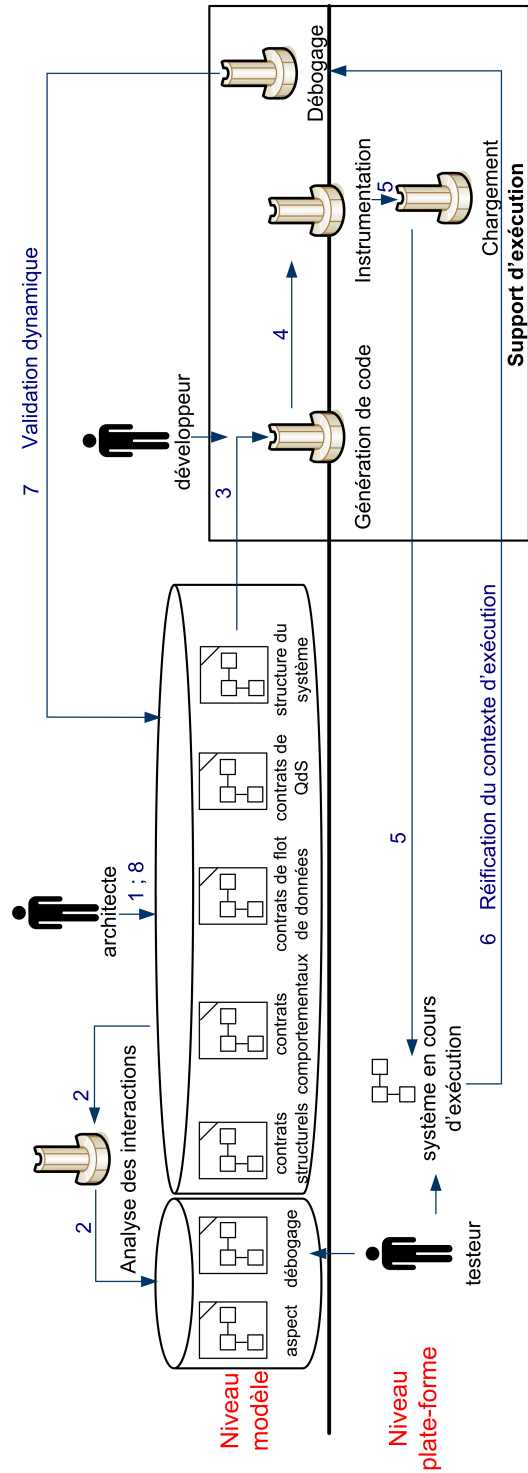 7
Validation dynamique
architecte
1 ; 8
développeur
2
2
Analyse des interactions
3
4
Niveau
modèle
aspect
débogage
contrats
structurels
contrats
comportementaux
contrats de flot
de données
contrats de
QdS
structure du
système
Génération de code
Instrumentation
Débogage
5
Chargement
Support d'exécution
Niveau
plate-forme
testeur
système en cours
d'exécution
5
6
Réification du contexte d'exécution